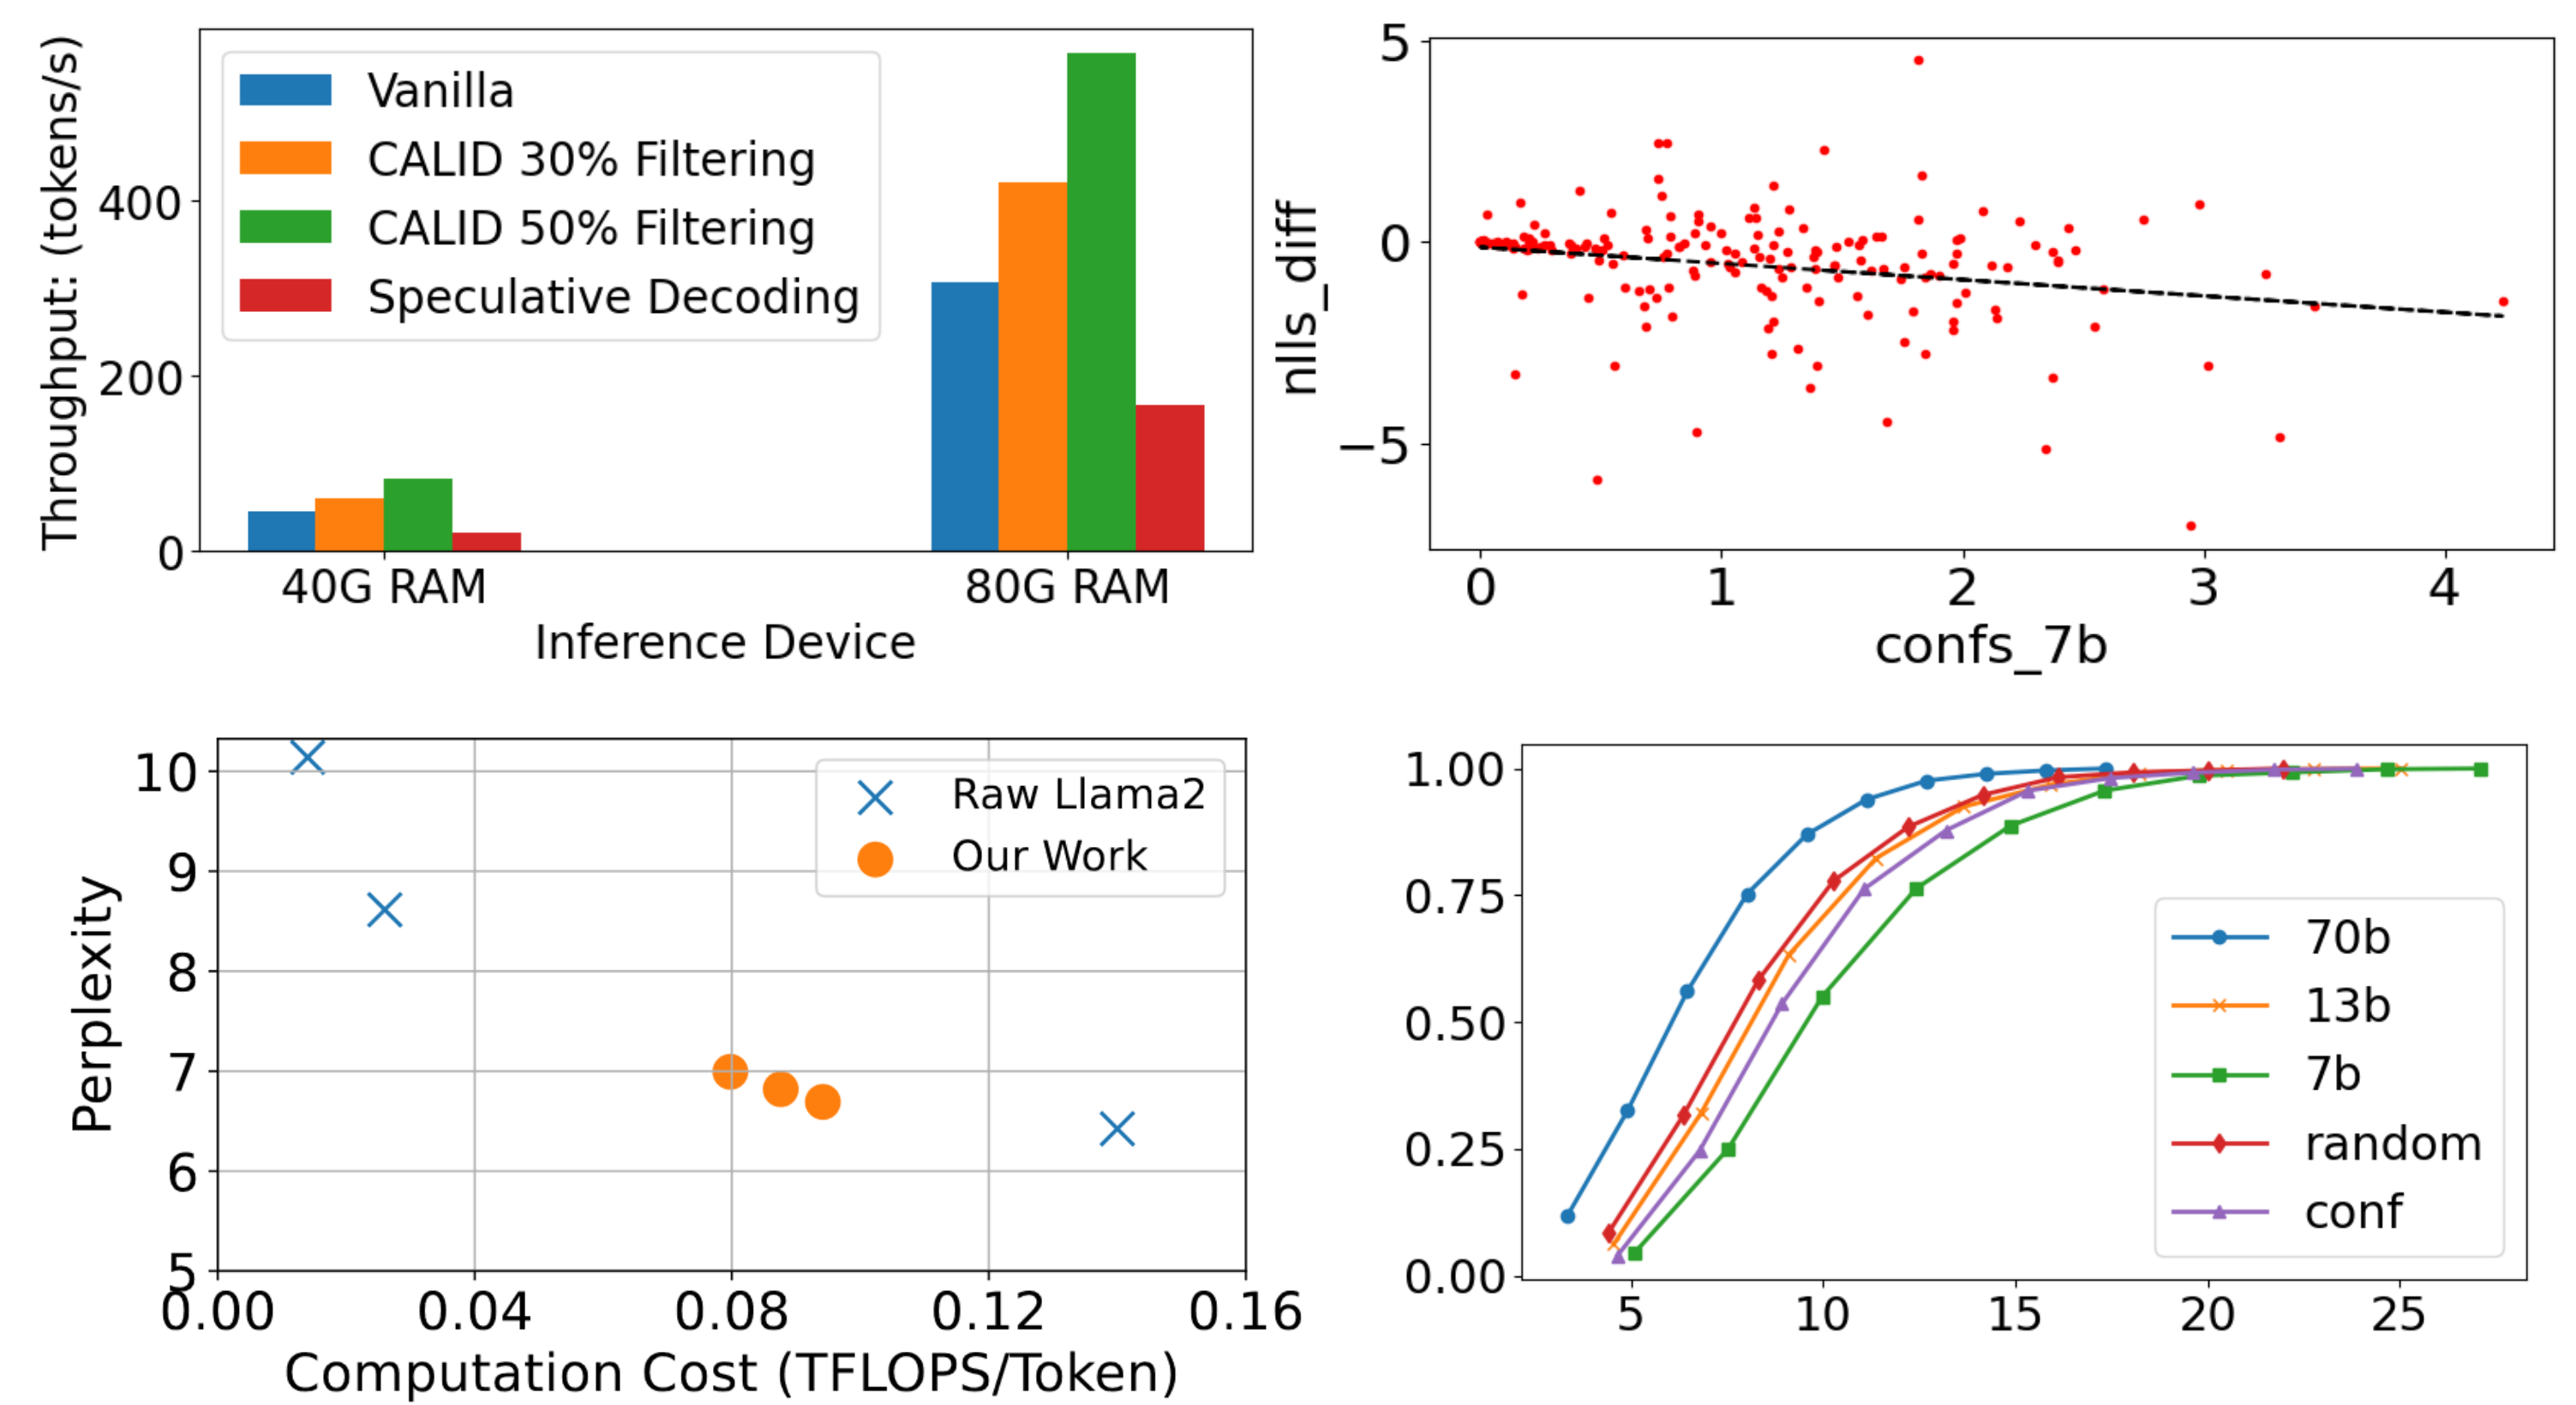 Throughput: (tokens/s)
400
200
0
Vanilla
CALID 30% Filtering
CALID 50% Filtering
Speculative Decoding
40G RAM 80G RAM
Inference Device
nlls_diff
5
0
−5
0 1 2 3 4
confs_7b
Perplexity
10
9
8
7
6
5
Raw Llama2
Our Work
0.00 0.04 0.08 0.12 0.16
Computation Cost (TFLOPS/Token)
1.00
0.75
0.50
0.25
0.00
70b
13b
7b
random
conf
5 10 15 20 25